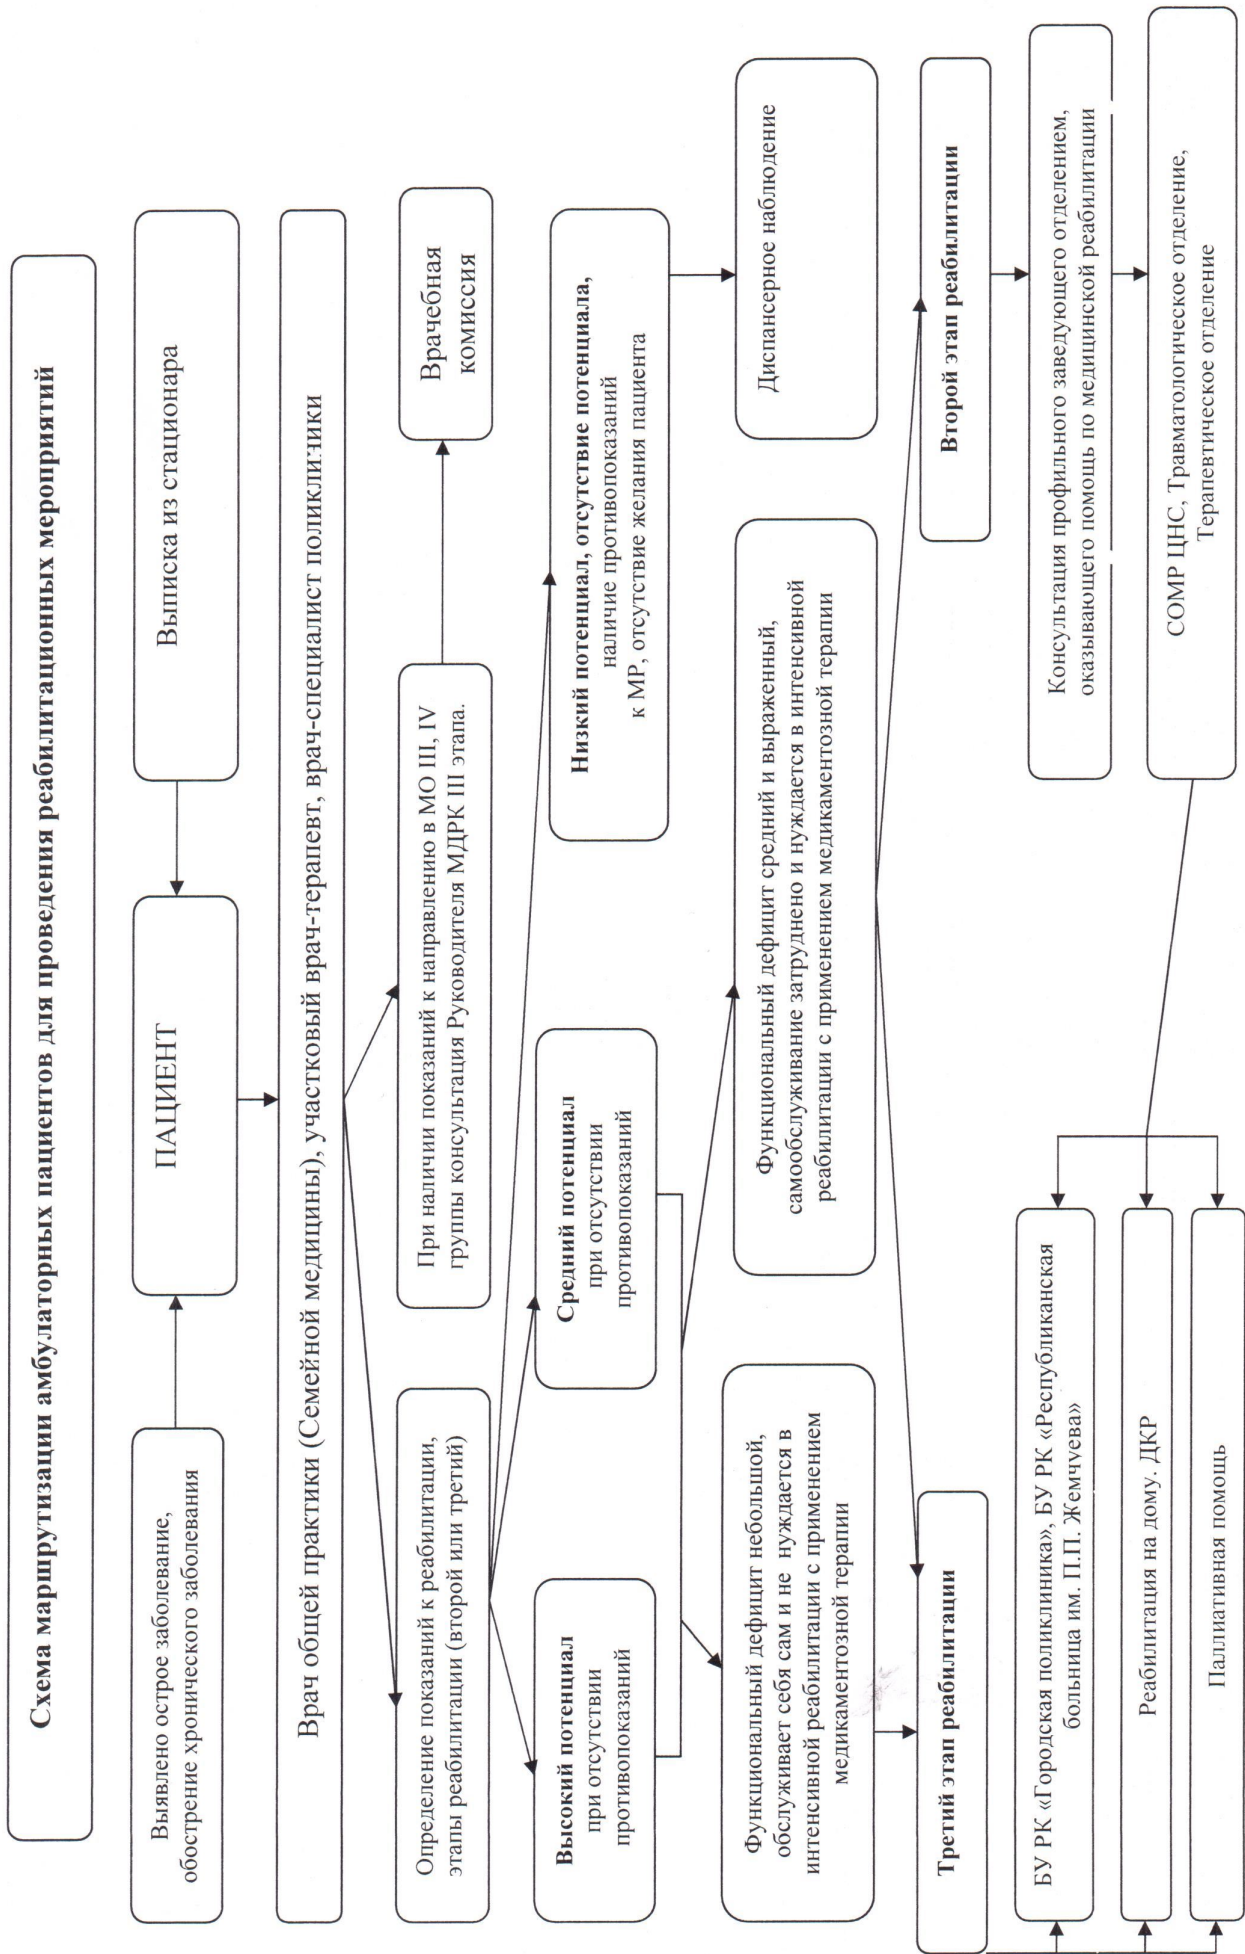 Схема маршрутизации амбулаторных пациентов для проведения реабилитационных мероприятий
Выявлено острое заболевание,
обострение хронического заболевания
ПАЦИЕНТ
Выписка из стационара
Врач общей практики (Семейной медицины), участковый врач-терапевт, врач-специалист поликлиники
Определение показаний к реабилитации,
этапы реабилитации (второй или третий)
При наличии показаний к направлению в МО III, IV
группы консультация Руководителя МДРК III этапа.
Врачебная
комиссия
Высокий потенциал
при отсутствии
противопоказаний
Средний потенциал
при отсутствии
противопоказаний
Низкий потенциал, отсутствие потенциала,
наличие противопоказаний
к МР, отсутствие желания пациента
Функциональный дефицит небольшой,
обслуживает себя сам и не нуждается в
интенсивной реабилитации с применением
медикаментозной терапии
Функциональный дефицит средний и выраженный,
самообслуживание затруднено и нуждается в интенсивной
реабилитации с применением медикаментозной терапии
Диспансерное наблюдение
Третий этап реабилитации
Второй этап реабилитации
БУ РК «Городская поликлиника», БУ РК «Республиканская
больница им. П.П. Жемчуева»
Консультация профильного заведующего отделением,
оказывающего помощь по медицинской реабилитации
Реабилитация на дому. ДКР
СОМР ЦНС, Травматологическое отделение,
Терапевтическое отделение
Паллиативная помощь